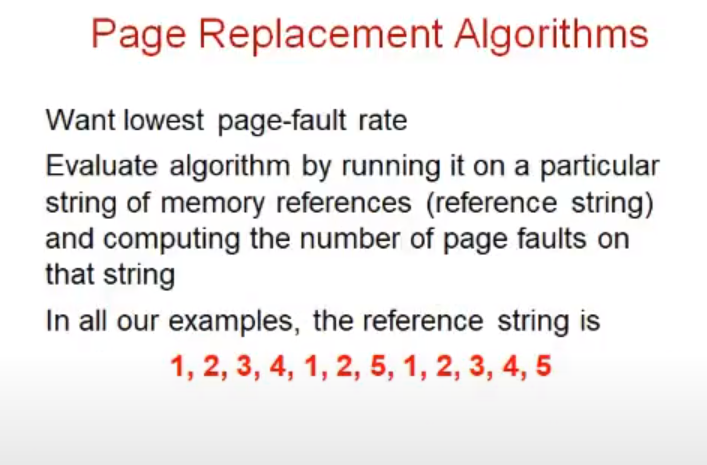 Page Replacement Algorithms
Want lowest page-fault rate
Evaluate algorithm by running it on a particular
string of memory references (reference string)
and computing the number of page faults on
that string
In all our examples, the reference string is
1, 2, 3, 4, 1, 2, 5, 1, 2, 3, 4, 5